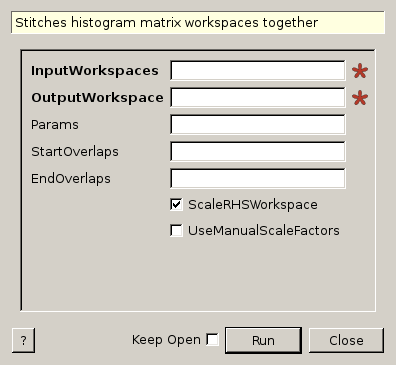 Stitches histogram matrix workspaces together
InputWorkspaces
OutputWorkspace
Params
StartOverlaps
EndOverlaps
ScaleRHSWorkspace
UseManualScaleFactors
? Keep Open Run Close